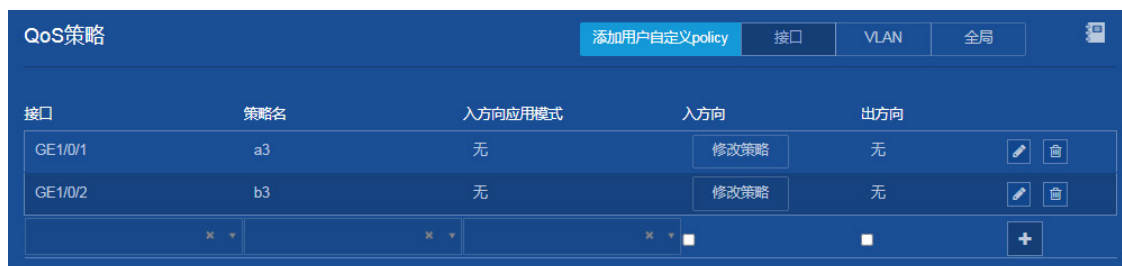 QoS策略 添加用户自定义policy 接口 VLAN 全局
接口 策略名 入方向应用模式 入方向 出方向
GE1/0/1 a3 无 修改策略 无
GE1/0/2 b3 无 修改策略 无